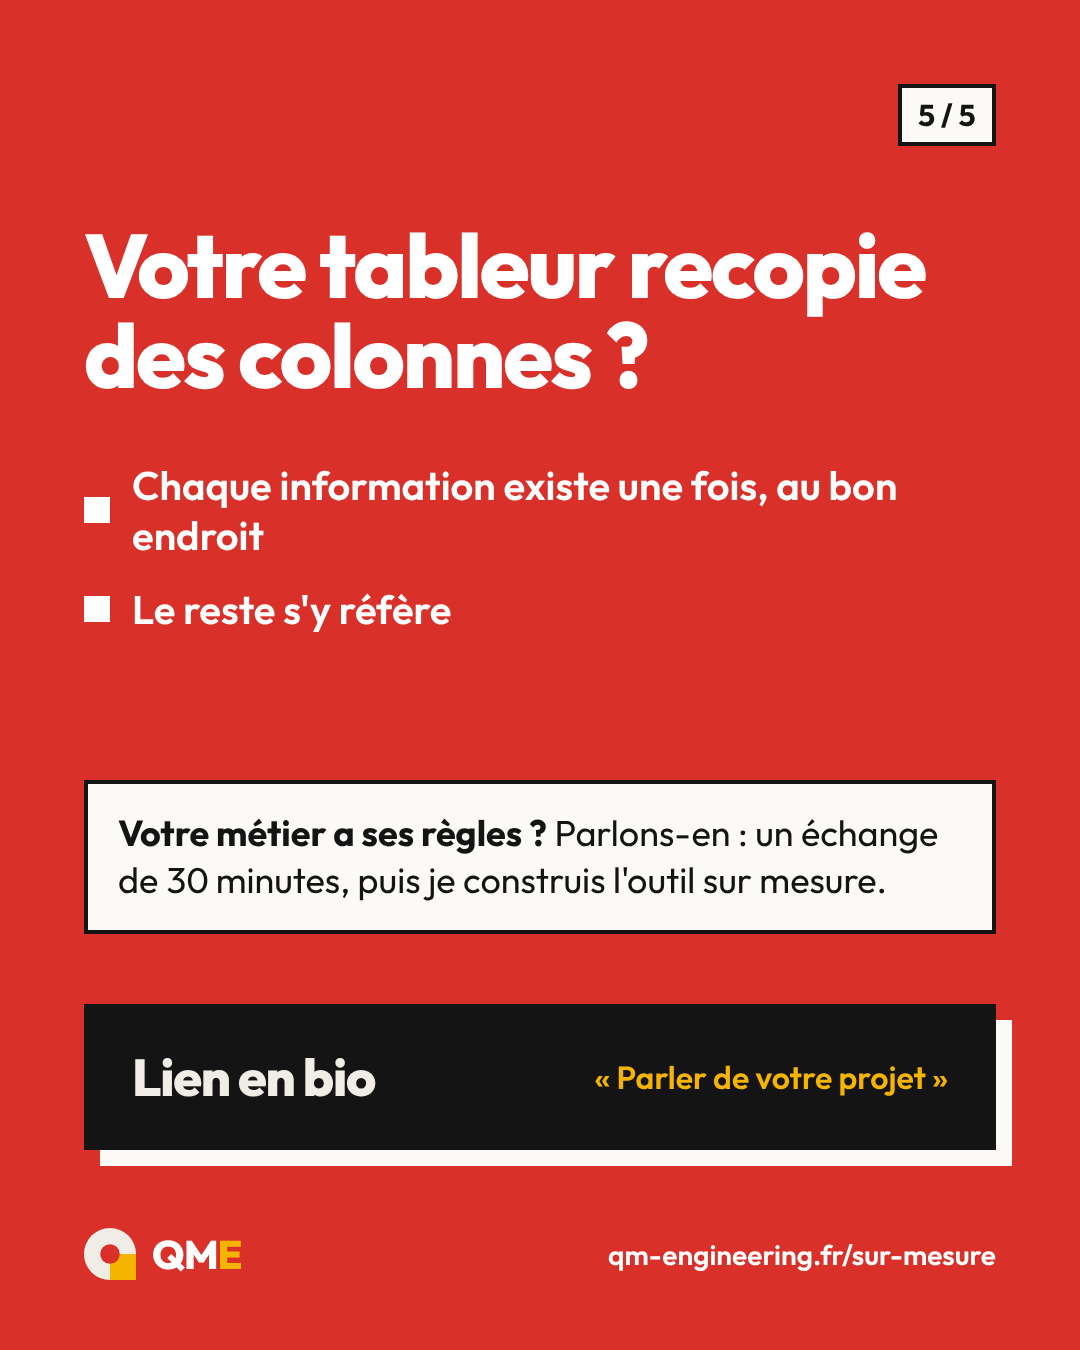 5 / 5
Votre tableur recopie
des colonnes ?
Chaque information existe une fois, au bon
endroit
Le reste s'y réfère
Votre métier a ses règles ? Parlons-en : un échange
de 30 minutes, puis je construis l'outil sur mesure.
Lien en bio
« Parler de votre projet »
QME
qm-engineering.fr/sur-mesure